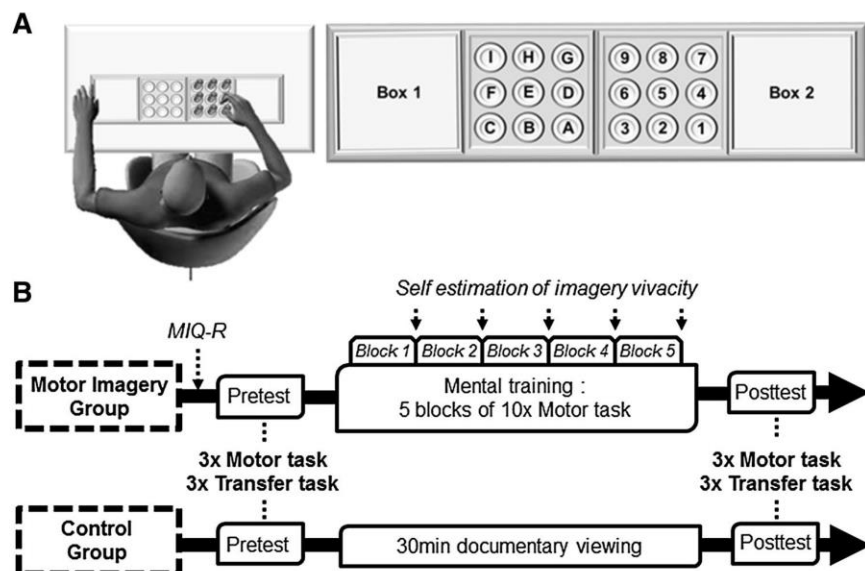 A
Box 1
I H G
F E D
C B A
9 8 7
6 5 4
3 2 1
Box 2
B
Self estimation of imagery vivacity
MIQ-R
Block 1 Block 2 Block 3 Block 4 Block 5
Motor Imagery
Group
Pretest
Mental training :
5 blocks of 10x Motor task
Posttest
3x Motor task
3x Transfer task
3x Motor task
3x Transfer task
Control
Group
Pretest
30min documentary viewing
Posttest